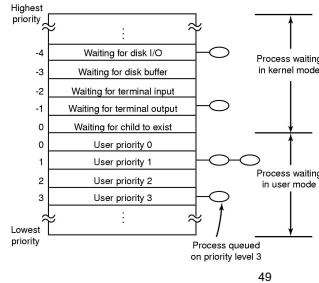 Highest
priority
-4 Waiting for disk I/O
-3 Waiting for disk buffer
-2 Waiting for terminal input
-1 Waiting for terminal output
0 Waiting for child to exist
0 User priority 0
1 User priority 1
2 User priority 2
3 User priority 3
Lowest
priority
Process waiting
in kernel mode
Process waiting
in user mode
Process queued
on priority level 3
49